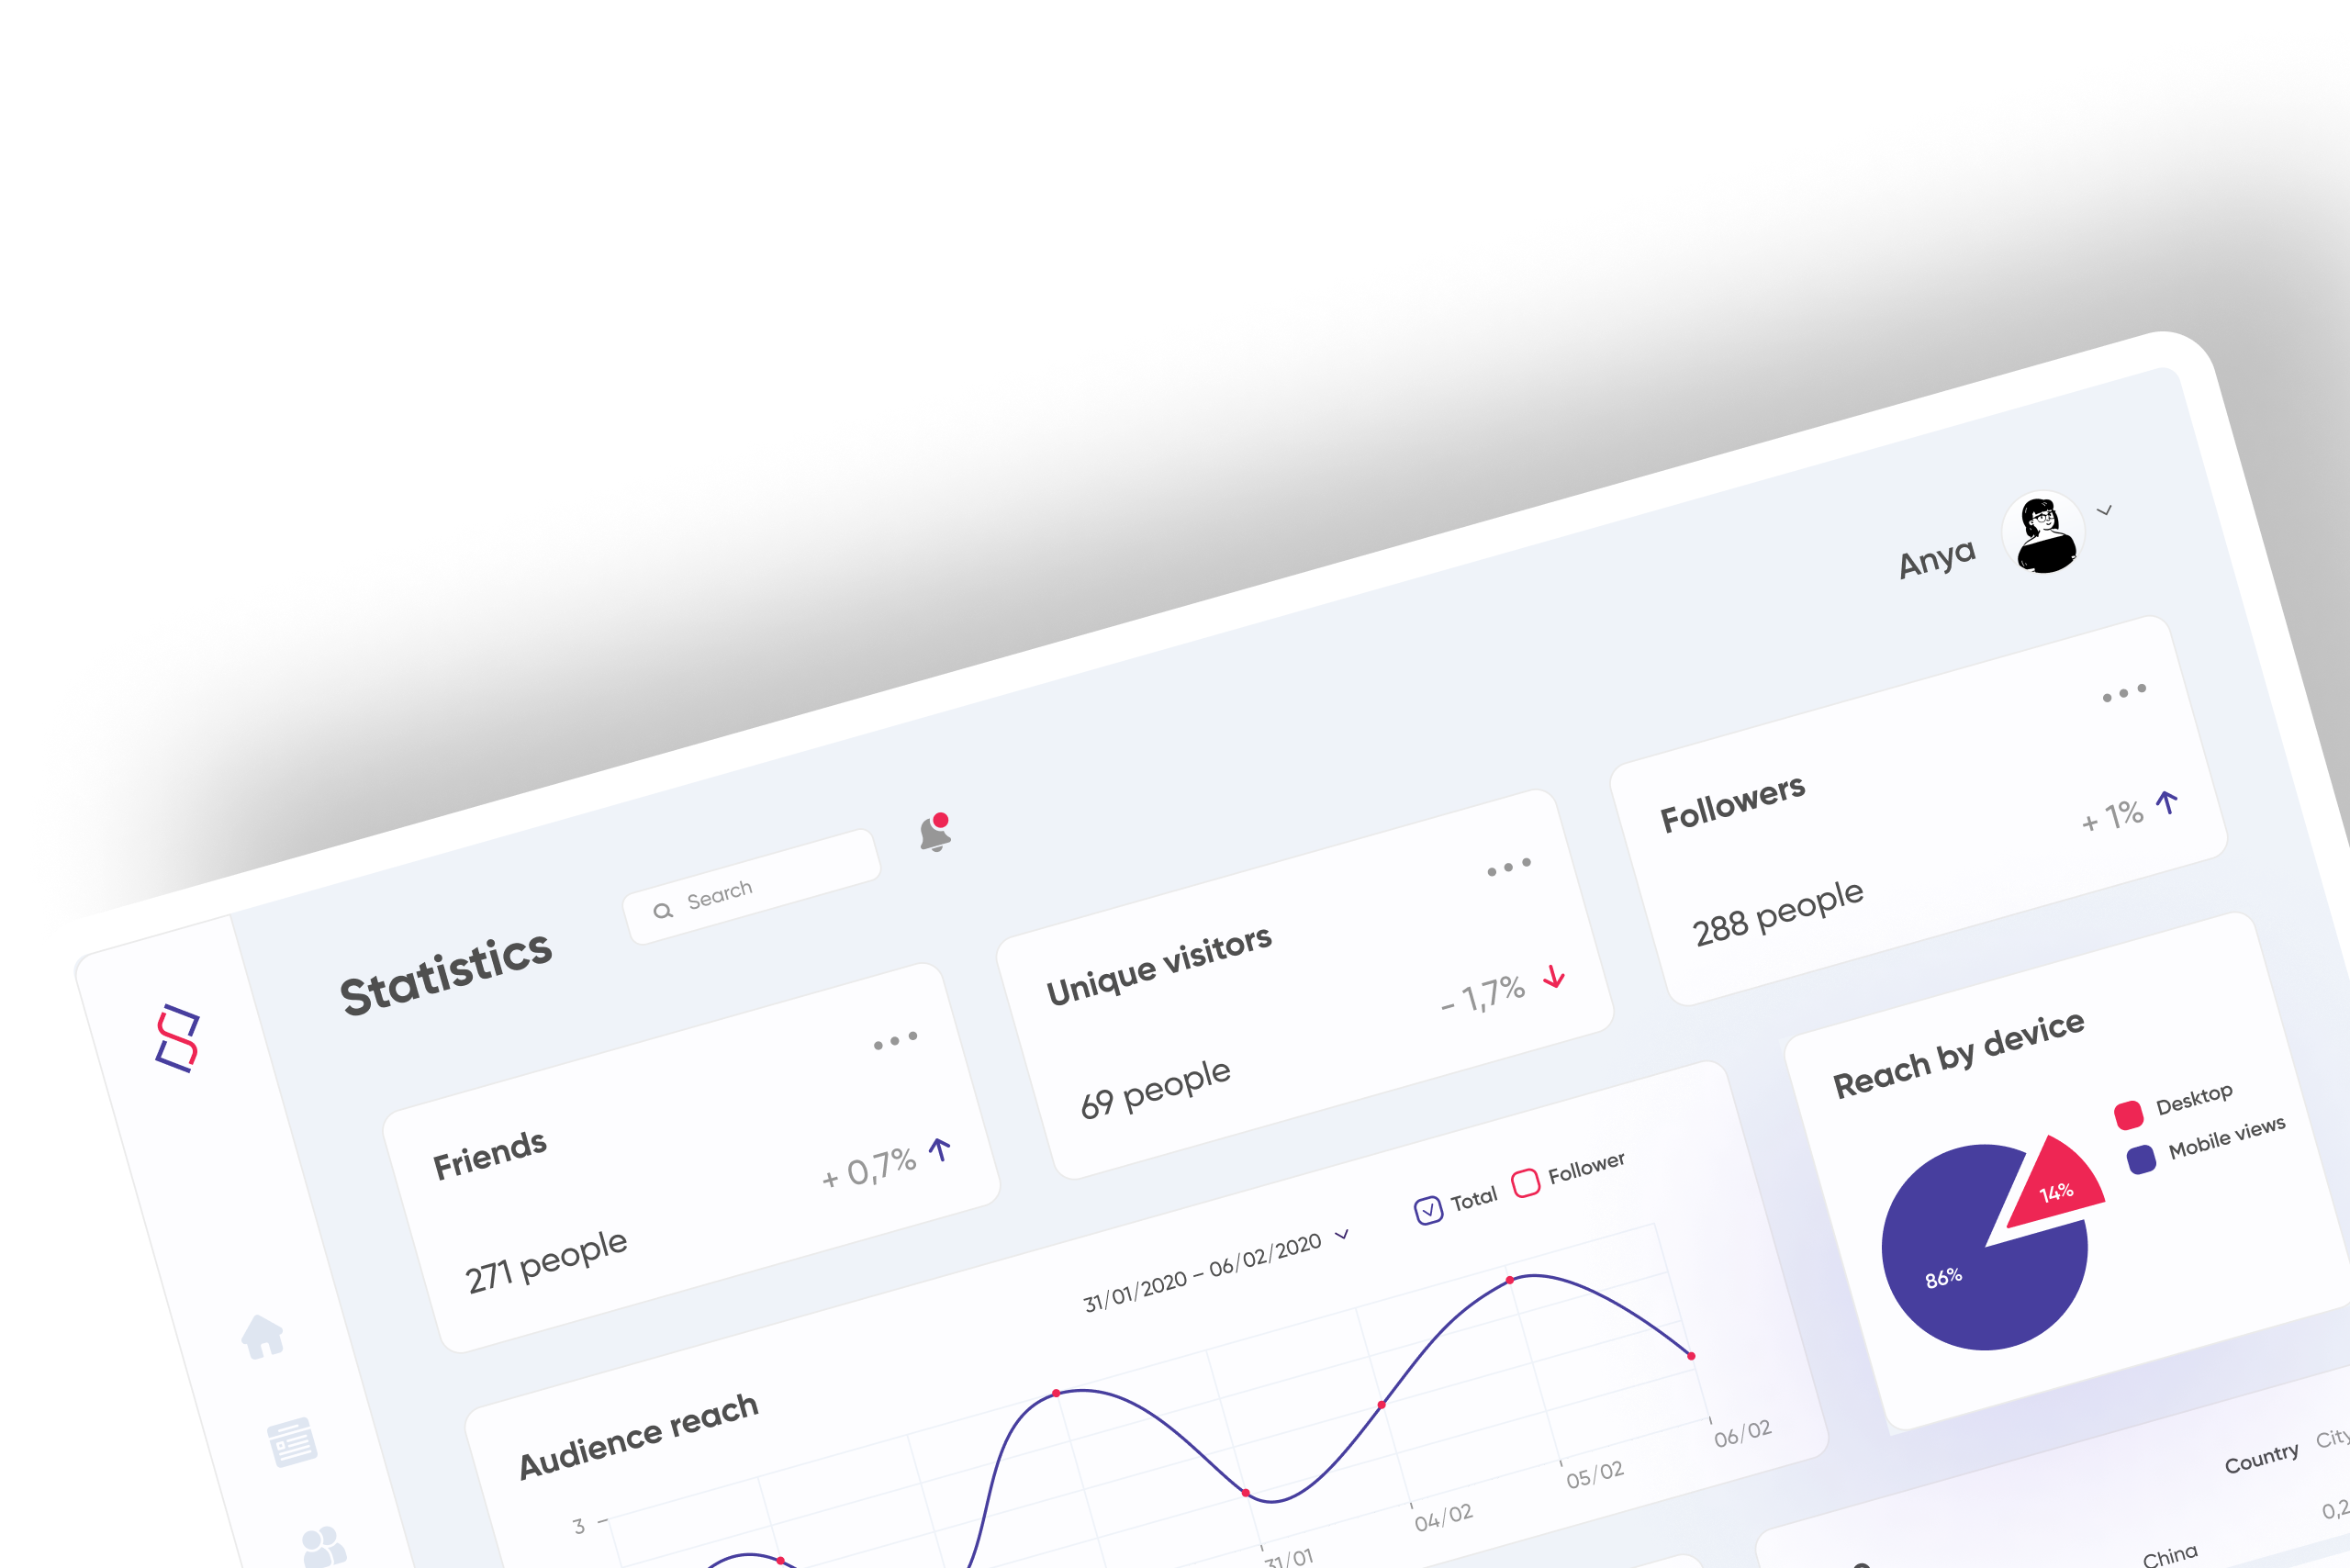 Anya
Search
Statistics
Followers
+ 1%
288 people
Unique visitors
– 1,7%
69 people
Friends
+ 0,7%
271 people
Reach by device
Desktop
Mobile views
14%
86%
Audience reach
31/01/2020 – 06/02/2020
Total
Follower
3
31/01
04/02
05/02
06/02
Country
City
0,2
China